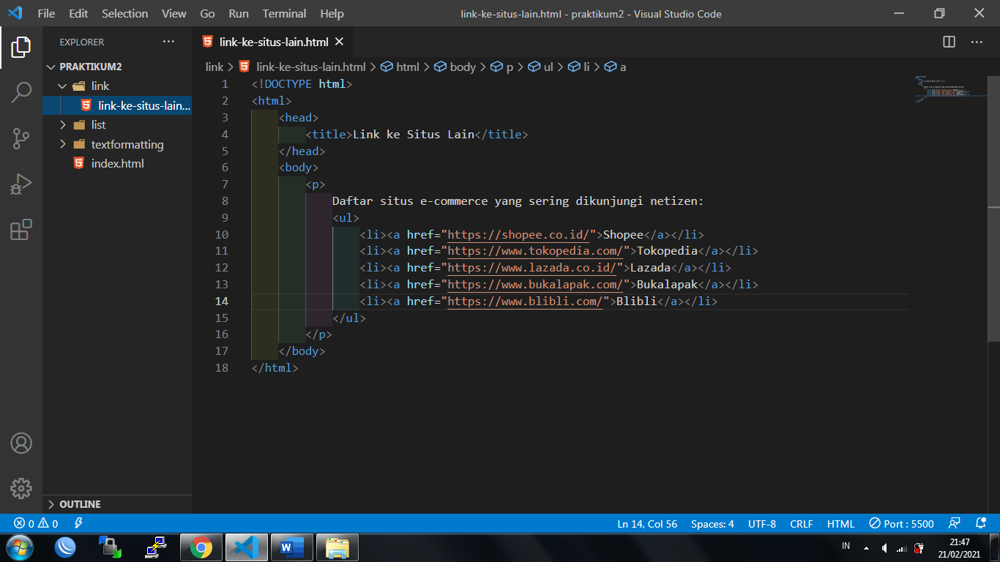 File Edit Selection View Go Run Terminal Help link-ke-situs-lain.html - praktikum2 - Visual Studio Code
EXPLORER
PRAKTIKUM2
link
link-ke-situs-lain...
list
textformatting
index.html
OUTLINE
link-ke-situs-lain.html
link > link-ke-situs-lain.html > html > body > p > ul > li > a
1 <!DOCTYPE html>
2 <html>
3 <head>
4 <title>Link ke Situs Lain</title>
5 </head>
6 <body>
7 <p>
8 Daftar situs e-commerce yang sering dikunjungi netizen:
9 <ul>
10 <li><a href="https://shopee.co.id/">Shopee</a></li>
11 <li><a href="https://www.tokopedia.com/">Tokopedia</a></li>
12 <li><a href="https://www.lazada.co.id/">Lazada</a></li>
13 <li><a href="https://www.bukalapak.com/">Bukalapak</a></li>
14 <li><a href="https://www.blibli.com/">Blibli</a></li>
15 </ul>
16 </p>
17 </body>
18 </html>
0 0 Ln 14, Col 56 Spaces: 4 UTF-8 CRLF HTML Port : 5500
IN 21:47
21/02/2021